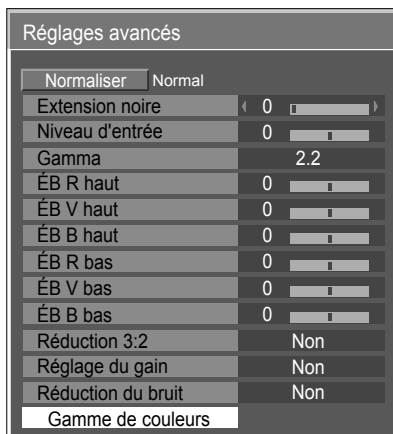 Réglages avancés
Normaliser Normal
Extension noire 0
Niveau d'entrée 0
Gamma 2.2
ÉB R haut 0
ÉB V haut 0
ÉB B haut 0
ÉB R bas 0
ÉB V bas 0
ÉB B bas 0
Réduction 3:2 Non
Réglage du gain Non
Réduction du bruit Non
Gamme de couleurs